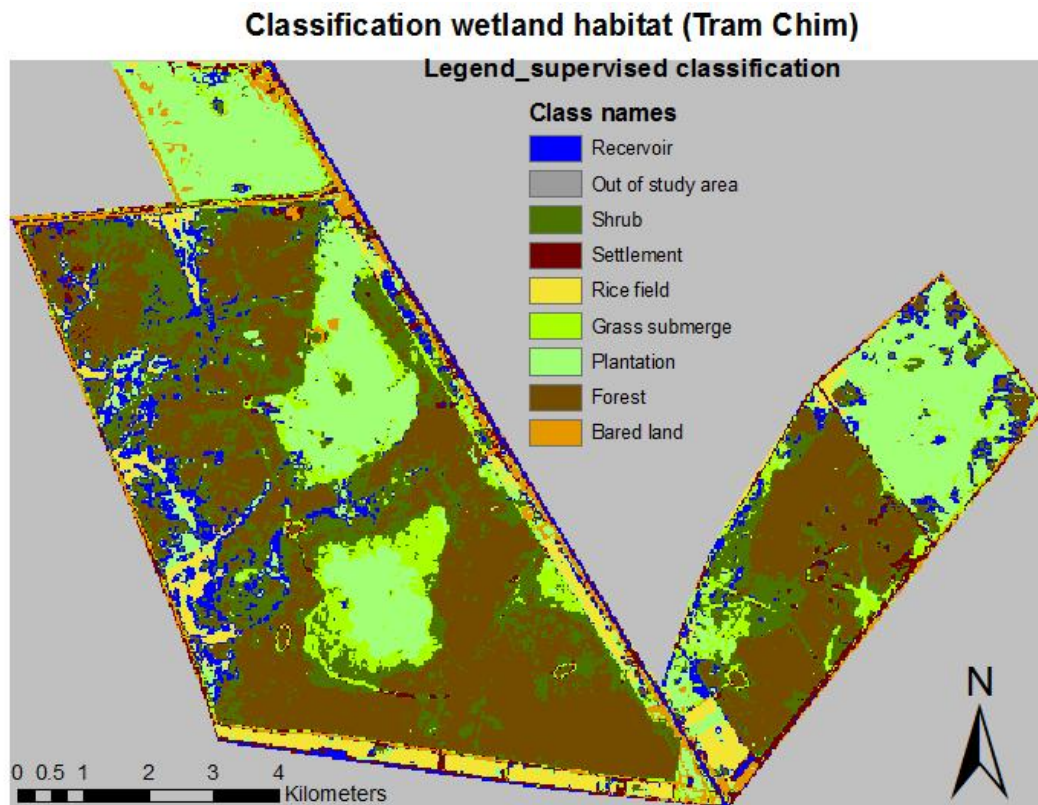 Classification wetland habitat (Tram Chim)
Legend_supervised classification
Class names
Recervoir
Out of study area
Shrub
Settlement
Rice field
Grass submerge
Plantation
Forest
Bared land
N
0 0.5 1 2 3 4
Kilometers